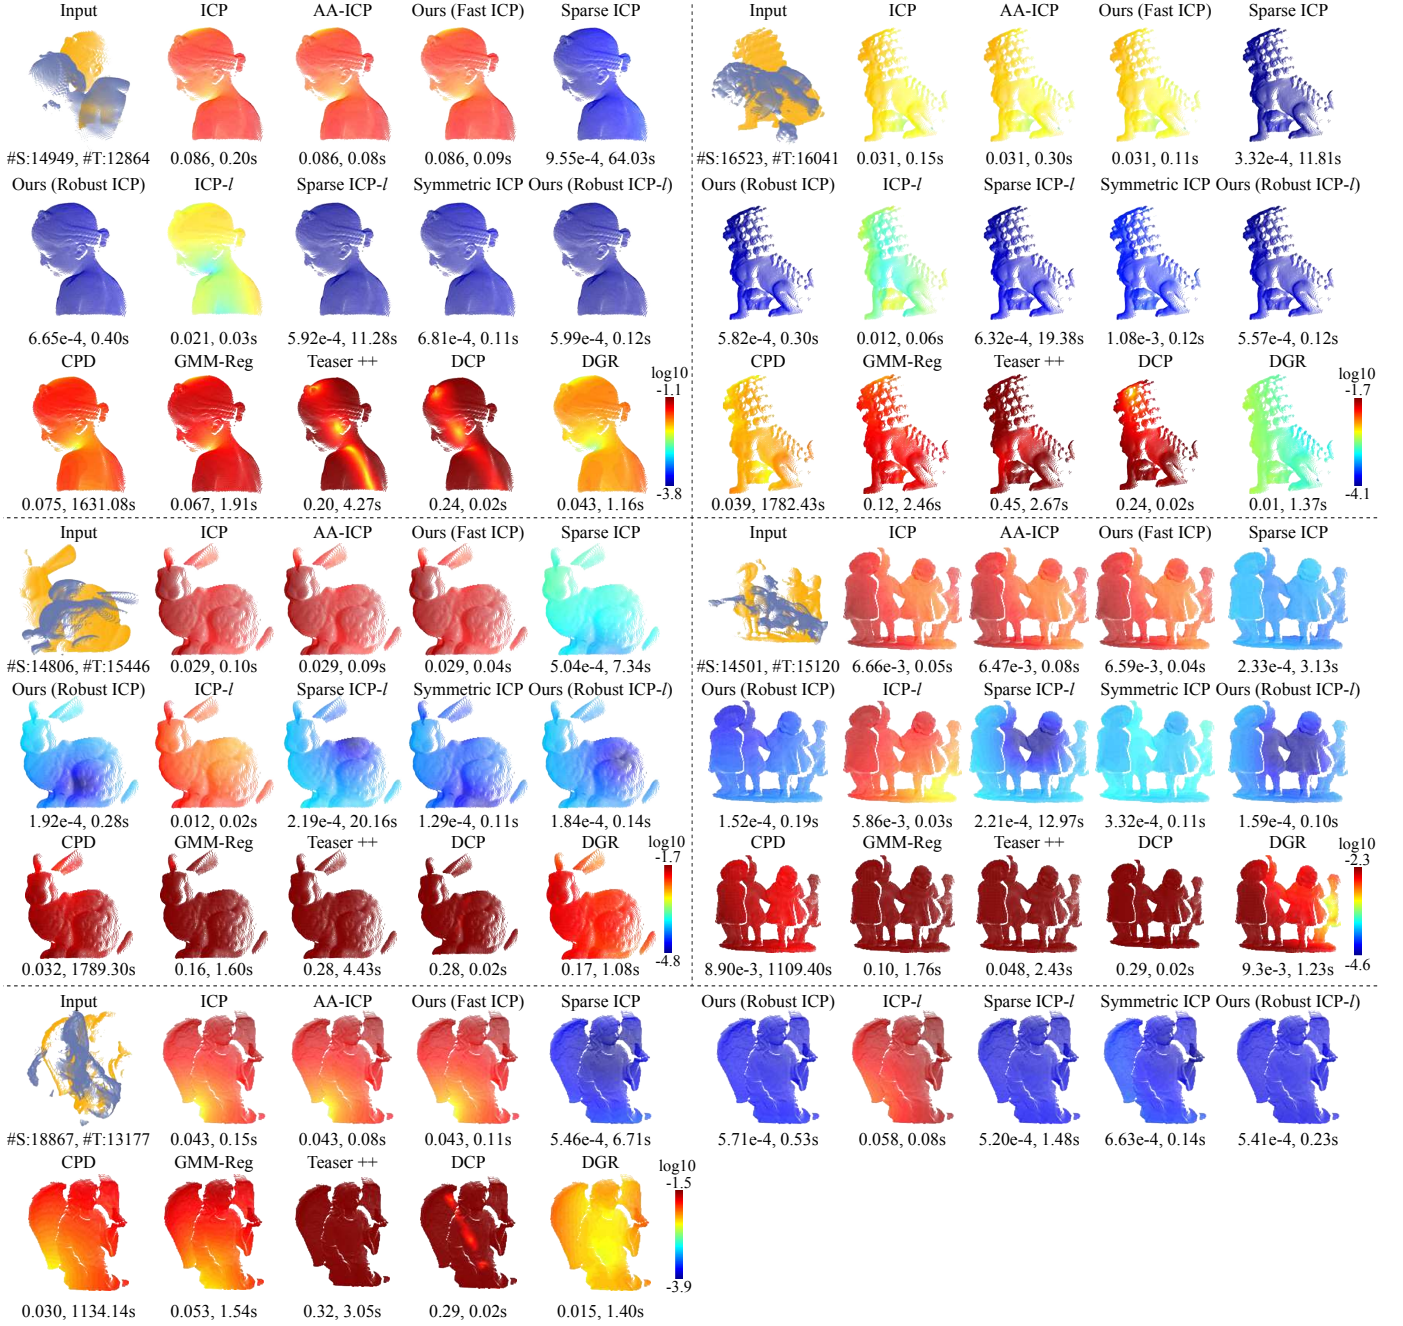 Input ICP AA-ICP Ours (Fast ICP) Sparse ICP
#S:14949, #T:12864 0.086, 0.20s 0.086, 0.08s 0.086, 0.09s 9.55e-4, 64.03s
Ours (Robust ICP) ICP-l Sparse ICP-l Symmetric ICP Ours (Robust ICP-l)
6.65e-4, 0.40s 0.021, 0.03s 5.92e-4, 11.28s 6.81e-4, 0.11s 5.99e-4, 0.12s
CPD GMM-Reg Teaser ++ DCP DGR
log10
-1.1
-3.8
0.075, 1631.08s 0.067, 1.91s 0.20, 4.27s 0.24, 0.02s 0.043, 1.16s
Input ICP AA-ICP Ours (Fast ICP) Sparse ICP
#S:16523, #T:16041 0.031, 0.15s 0.031, 0.30s 0.031, 0.11s 3.32e-4, 11.81s
Ours (Robust ICP) ICP-l Sparse ICP-l Symmetric ICP Ours (Robust ICP-l)
5.82e-4, 0.30s 0.012, 0.06s 6.32e-4, 19.38s 1.08e-3, 0.12s 5.57e-4, 0.12s
CPD GMM-Reg Teaser ++ DCP DGR
log10
-1.7
-4.1
0.039, 1782.43s 0.12, 2.46s 0.45, 2.67s 0.24, 0.02s 0.01, 1.37s
Input ICP AA-ICP Ours (Fast ICP) Sparse ICP
#S:14806, #T:15446 0.029, 0.10s 0.029, 0.09s 0.029, 0.04s 5.04e-4, 7.34s
Ours (Robust ICP) ICP-l Sparse ICP-l Symmetric ICP Ours (Robust ICP-l)
1.92e-4, 0.28s 0.012, 0.02s 2.19e-4, 20.16s 1.29e-4, 0.11s 1.84e-4, 0.14s
CPD GMM-Reg Teaser ++ DCP DGR
log10
-1.7
-4.8
0.032, 1789.30s 0.16, 1.60s 0.28, 4.43s 0.28, 0.02s 0.17, 1.08s
Input ICP AA-ICP Ours (Fast ICP) Sparse ICP
#S:14501, #T:15120 6.66e-3, 0.05s 6.47e-3, 0.08s 6.59e-3, 0.04s 2.33e-4, 3.13s
Ours (Robust ICP) ICP-l Sparse ICP-l Symmetric ICP Ours (Robust ICP-l)
1.52e-4, 0.19s 5.86e-3, 0.03s 2.21e-4, 12.97s 3.32e-4, 0.11s 1.59e-4, 0.10s
CPD GMM-Reg Teaser ++ DCP DGR
log10
-2.3
-4.6
8.90e-3, 1109.40s 0.10, 1.76s 0.048, 2.43s 0.29, 0.02s 9.3e-3, 1.23s
Input ICP AA-ICP Ours (Fast ICP) Sparse ICP Ours (Robust ICP) ICP-l Sparse ICP-l Symmetric ICP Ours (Robust ICP-l)
#S:18867, #T:13177 0.043, 0.15s 0.043, 0.08s 0.043, 0.11s 5.46e-4, 6.71s 5.71e-4, 0.53s 0.058, 0.08s 5.20e-4, 1.48s 6.63e-4, 0.14s 5.41e-4, 0.23s
CPD GMM-Reg Teaser ++ DCP DGR
log10
-1.5
-3.9
0.030, 1134.14s 0.053, 1.54s 0.32, 3.05s 0.29, 0.02s 0.015, 1.40s